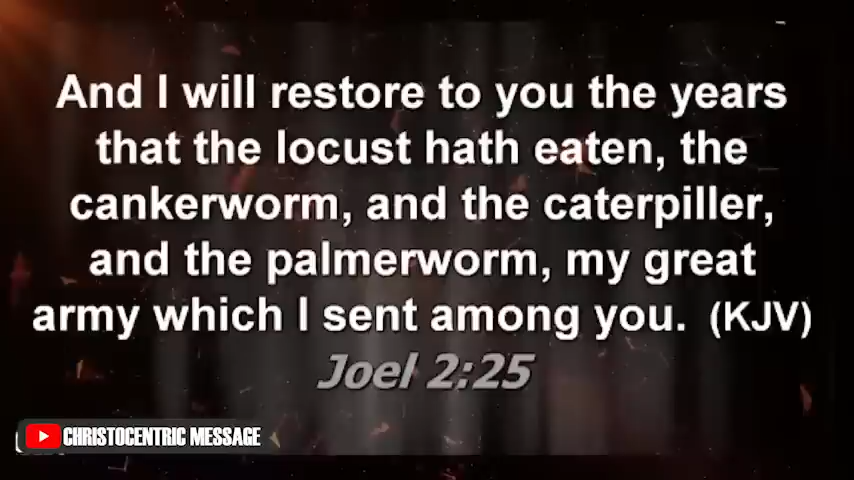 And I will restore to you the years
that the locust hath eaten, the
cankerworm, and the caterpiller,
and the palmerworm, my great
army which I sent among you. (KJV)
Joel 2:25
CHRISTOCENTRIC MESSAGE